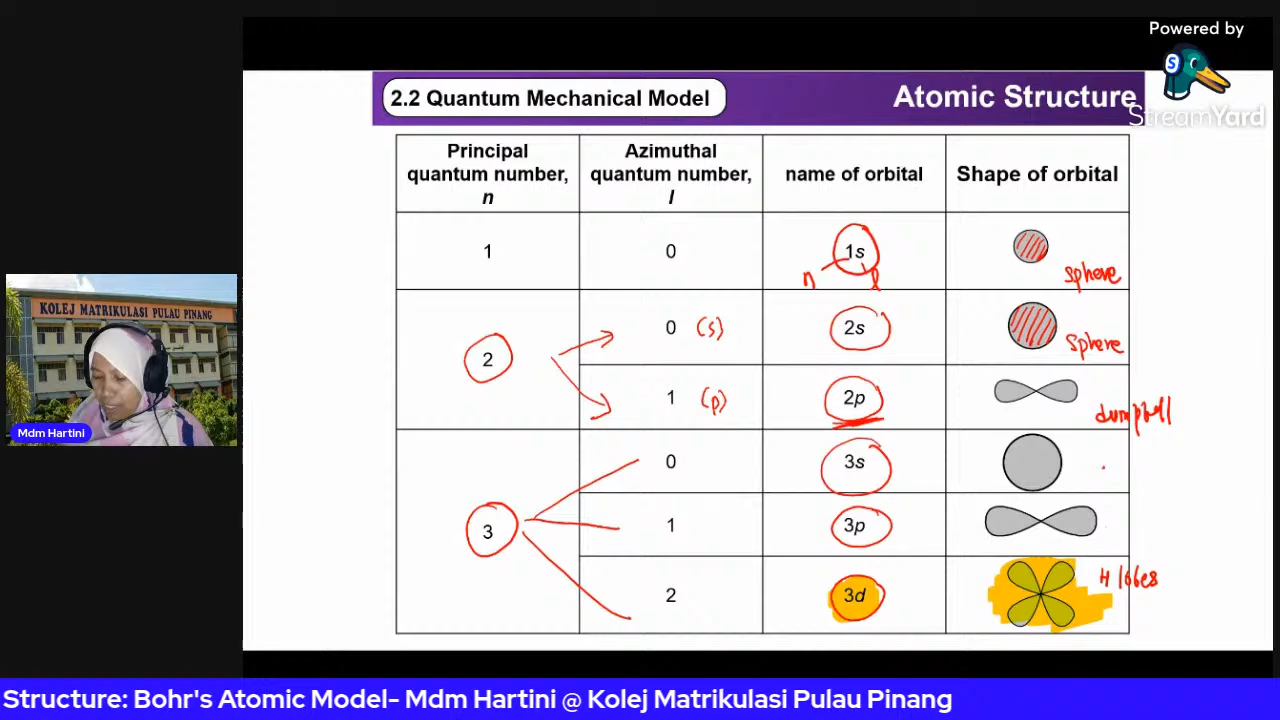 Powered by
S
StreamYard
2.2 Quantum Mechanical Model
Atomic Structure
Principal
quantum number,
n
Azimuthal
quantum number,
l
name of orbital
Shape of orbital
1
0
1s
n
l
sphere
2
0
(s)
2s
sphere
1
(p)
2p
dumpbell
3
0
3s
1
3p
2
3d
4 lobes
KOLEJ MATRIKULASI PULAU PINANG
Mdm Hartini
Structure: Bohr's Atomic Model- Mdm Hartini @ Kolej Matrikulasi Pulau Pinang